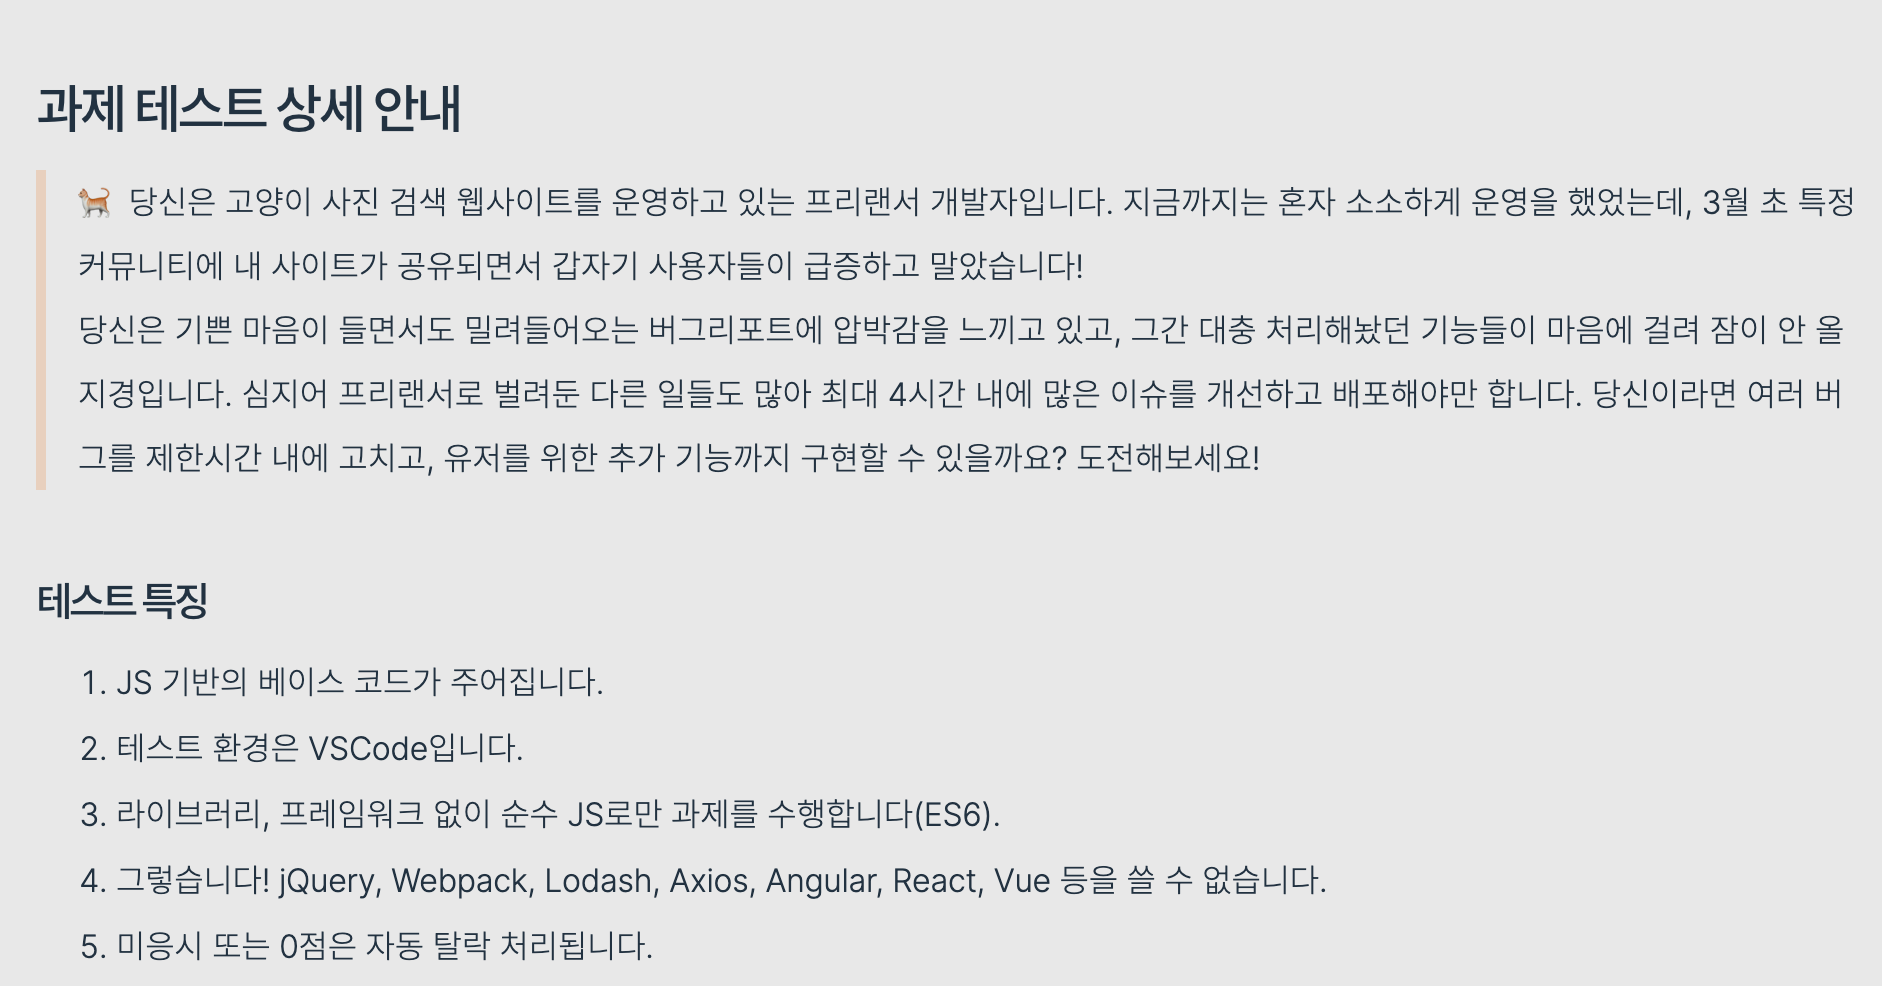 과제 테스트 상세 안내
🐈 당신은 고양이 사진 검색 웹사이트를 운영하고 있는 프리랜서 개발자입니다. 지금까지는 혼자 소소하게 운영을 했었는데, 3월 초 특정
커뮤니티에 내 사이트가 공유되면서 갑자기 사용자들이 급증하고 말았습니다!
당신은 기쁜 마음이 들면서도 밀려들어오는 버그리포트에 압박감을 느끼고 있고, 그간 대충 처리해놨던 기능들이 마음에 걸려 잠이 안 올
지경입니다. 심지어 프리랜서로 벌려둔 다른 일들도 많아 최대 4시간 내에 많은 이슈를 개선하고 배포해야만 합니다. 당신이라면 여러 버
그를 제한시간 내에 고치고, 유저를 위한 추가 기능까지 구현할 수 있을까요? 도전해보세요!
테스트 특징
1. JS 기반의 베이스 코드가 주어집니다.
2. 테스트 환경은 VSCode입니다.
3. 라이브러리, 프레임워크 없이 순수 JS로만 과제를 수행합니다(ES6).
4. 그렇습니다! jQuery, Webpack, Lodash, Axios, Angular, React, Vue 등을 쓸 수 없습니다.
5. 미응시 또는 0점은 자동 탈락 처리됩니다.